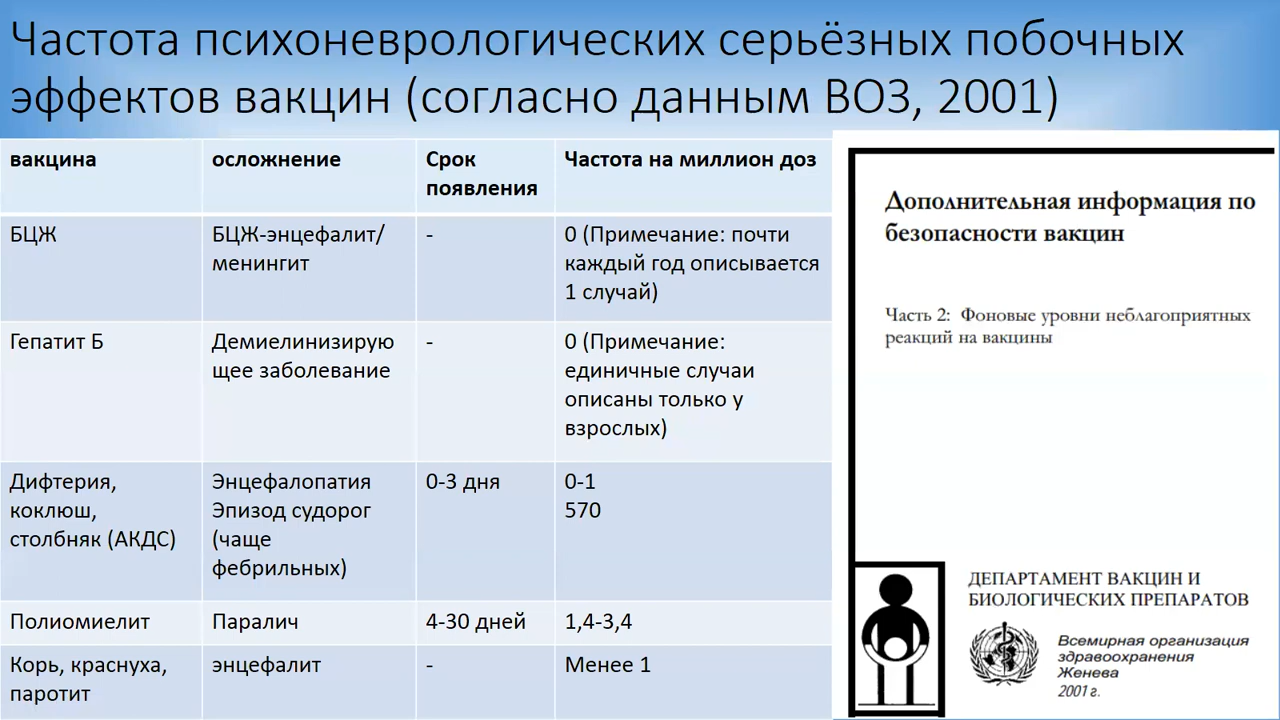 Частота психоневрологических серьёзных побочных
эффектов вакцин (согласно данным ВОЗ, 2001)
вакцина
осложнение
Срок
появления
Частота на миллион доз
БЦЖ
БЦЖ-энцефалит/
менингит
-
0 (Примечание: почти
каждый год описывается
1 случай)
Гепатит Б
Демиелинизирую
щее заболевание
-
0 (Примечание:
единичные случаи
описаны только у
взрослых)
Дифтерия,
коклюш,
столбняк (АКДС)
Энцефалопатия
Эпизод судорог
(чаще
фебрильных)
0-3 дня
0-1
570
Полиомиелит
Паралич
4-30 дней
1,4-3,4
Корь, краснуха,
паротит
энцефалит
-
Менее 1
Дополнительная информация по
безопасности вакцин
Часть 2: Фоновые уровни неблагоприятных
реакций на вакцины
ДЕПАРТАМЕНТ ВАКЦИН И
БИОЛОГИЧЕСКИХ ПРЕПАРАТОВ
Всемирная организация
здравоохранения
Женева
2001 г.